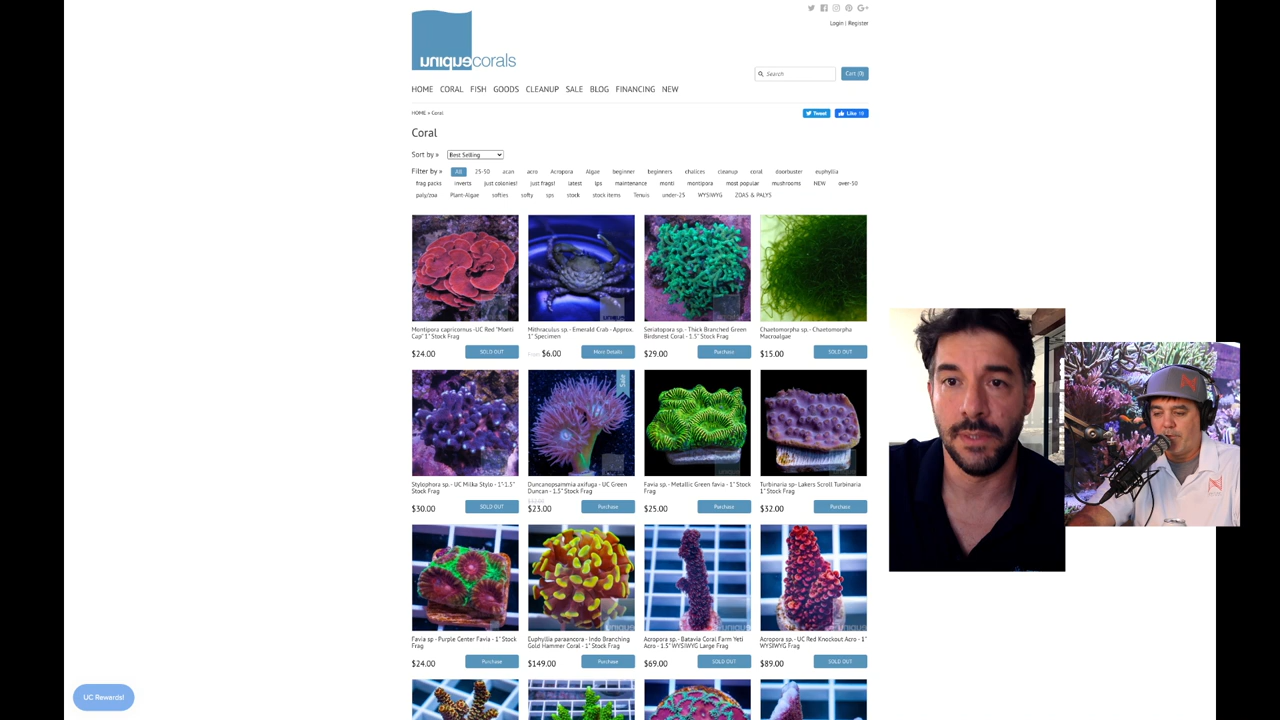 Login | Register
uniquecorals
Search
Cart (0)
HOME CORAL FISH GOODS CLEANUP SALE BLOG FINANCING NEW
HOME » Coral
Tweet
Like
Coral
Sort by » Best Selling
Filter by » All 25-50 acan acro Acropora Algae beginner beginners chalices cleanup coral doorbuster euphyllia
frag packs inverts just colonies! just frags! latest lps maintenance monti montipora most popular mushrooms NEW over-50
paly/zoa Plant-Algae softies softy sps stock stock items Tenuis under-25 WYSIWYG ZOAS & PALYS
Montipora capricornus -UC Red "Monti
Cap" 1" Stock Frag
$24.00 SOLD OUT
Mithraculus sp. - Emerald Crab - Approx.
1" Specimen
$6.00 More Details
Seriatopora sp. - Thick Branched Green
Birdsnest Coral - 1.5" Stock Frag
$29.00 Purchase
Chaetomorpha sp. - Chaetomorpha
Macroalgae
$15.00 SOLD OUT
Sale
Stylophora sp. - UC Milka Stylo - 1"-1.5"
Stock Frag
$30.00 SOLD OUT
Duncanopsammia axifuga - UC Green
Duncan - 1.5" Stock Frag
$23.00 Purchase
Favia sp. - Metallic Green favia - 1" Stock
Frag
$25.00 Purchase
Turbinaria sp- Lakers Scroll Turbinaria
1" Stock Frag
$32.00 Purchase
Favia sp - Purple Center Favia - 1" Stock
Frag
$24.00 Purchase
Euphyllia paraancora - Indo Branching
Gold Hammer Coral - 1" Stock Frag
$149.00 Purchase
Acropora sp. - Batavia Coral Farm Yeti
Acro - 1.5" WYSIWYG Large Frag
$69.00 SOLD OUT
Acropora sp. - UC Red Knockout Acro - 1"
WYSIWYG Frag
$89.00 SOLD OUT
UC Rewards!